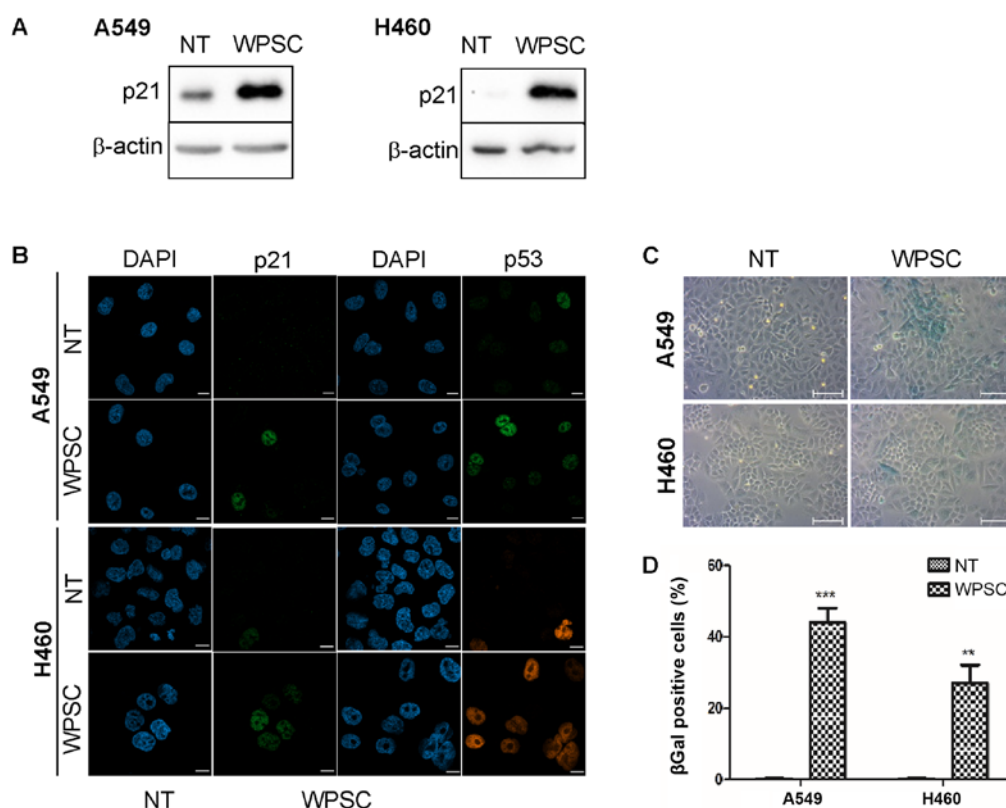 A
A549
NT WPSC
p21
β-actin
H460
NT WPSC
p21
β-actin
B
DAPI p21 DAPI p53
A549
NT
WPSC
H460
NT
WPSC
NT WPSC
C
NT WPSC
A549
H460
D
βGal positive cells (%)
60
40
20
0
NT
WPSC
***
**
A549 H460